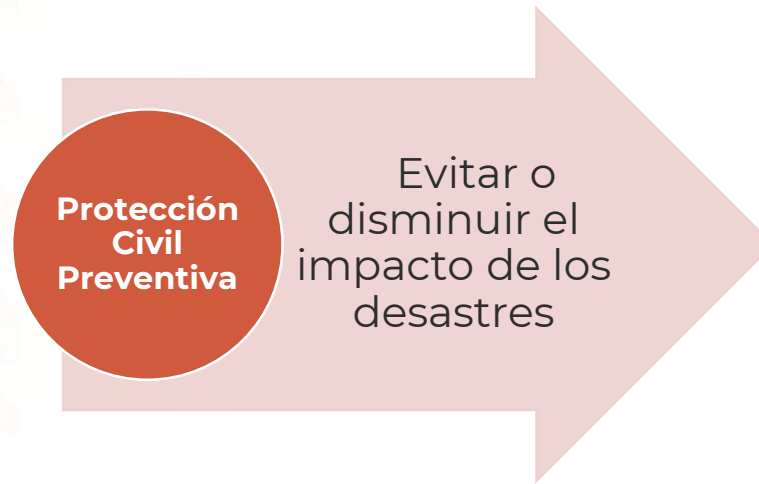 Protección
Civil
Preventiva
Evitar o
disminuir el
impacto de los
desastres